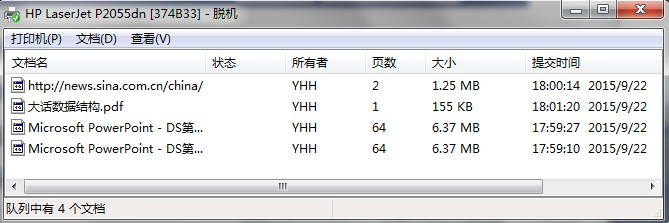 HP LaserJet P2055dn [374B33] - 脱机
打印机(P) 文档(D) 查看(V)
文档名 状态 所有者 页数 大小 提交时间
http://news.sina.com.cn/china/ YHH 2 1.25 MB 18:00:14 2015/9/22
大话数据结构.pdf YHH 1 155 KB 18:01:20 2015/9/22
Microsoft PowerPoint - DS第... YHH 64 6.37 MB 17:59:27 2015/9/22
Microsoft PowerPoint - DS第... YHH 64 6.37 MB 17:59:10 2015/9/22
队列中有 4 个文档